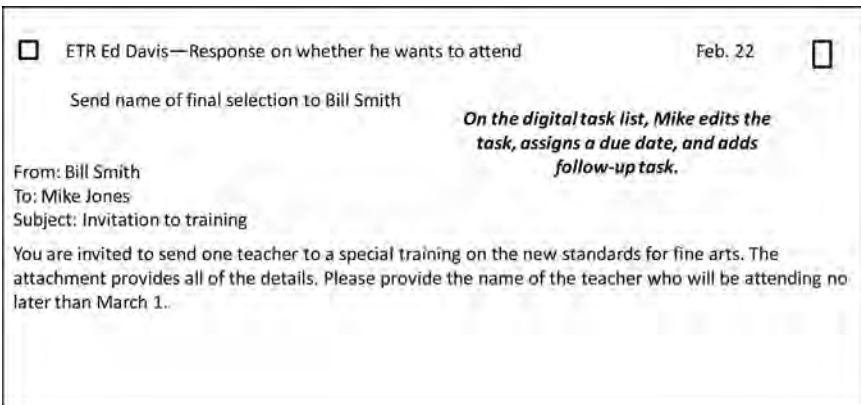 ETR Ed Davis—Response on whether he wants to attend Feb. 22
Send name of final selection to Bill Smith
On the digital task list, Mike edits the
task, assigns a due date, and adds
follow-up task.
From: Bill Smith
To: Mike Jones
Subject: Invitation to training
You are invited to send one teacher to a special training on the new standards for fine arts. The
attachment provides all of the details. Please provide the name of the teacher who will be attending no
later than March 1..